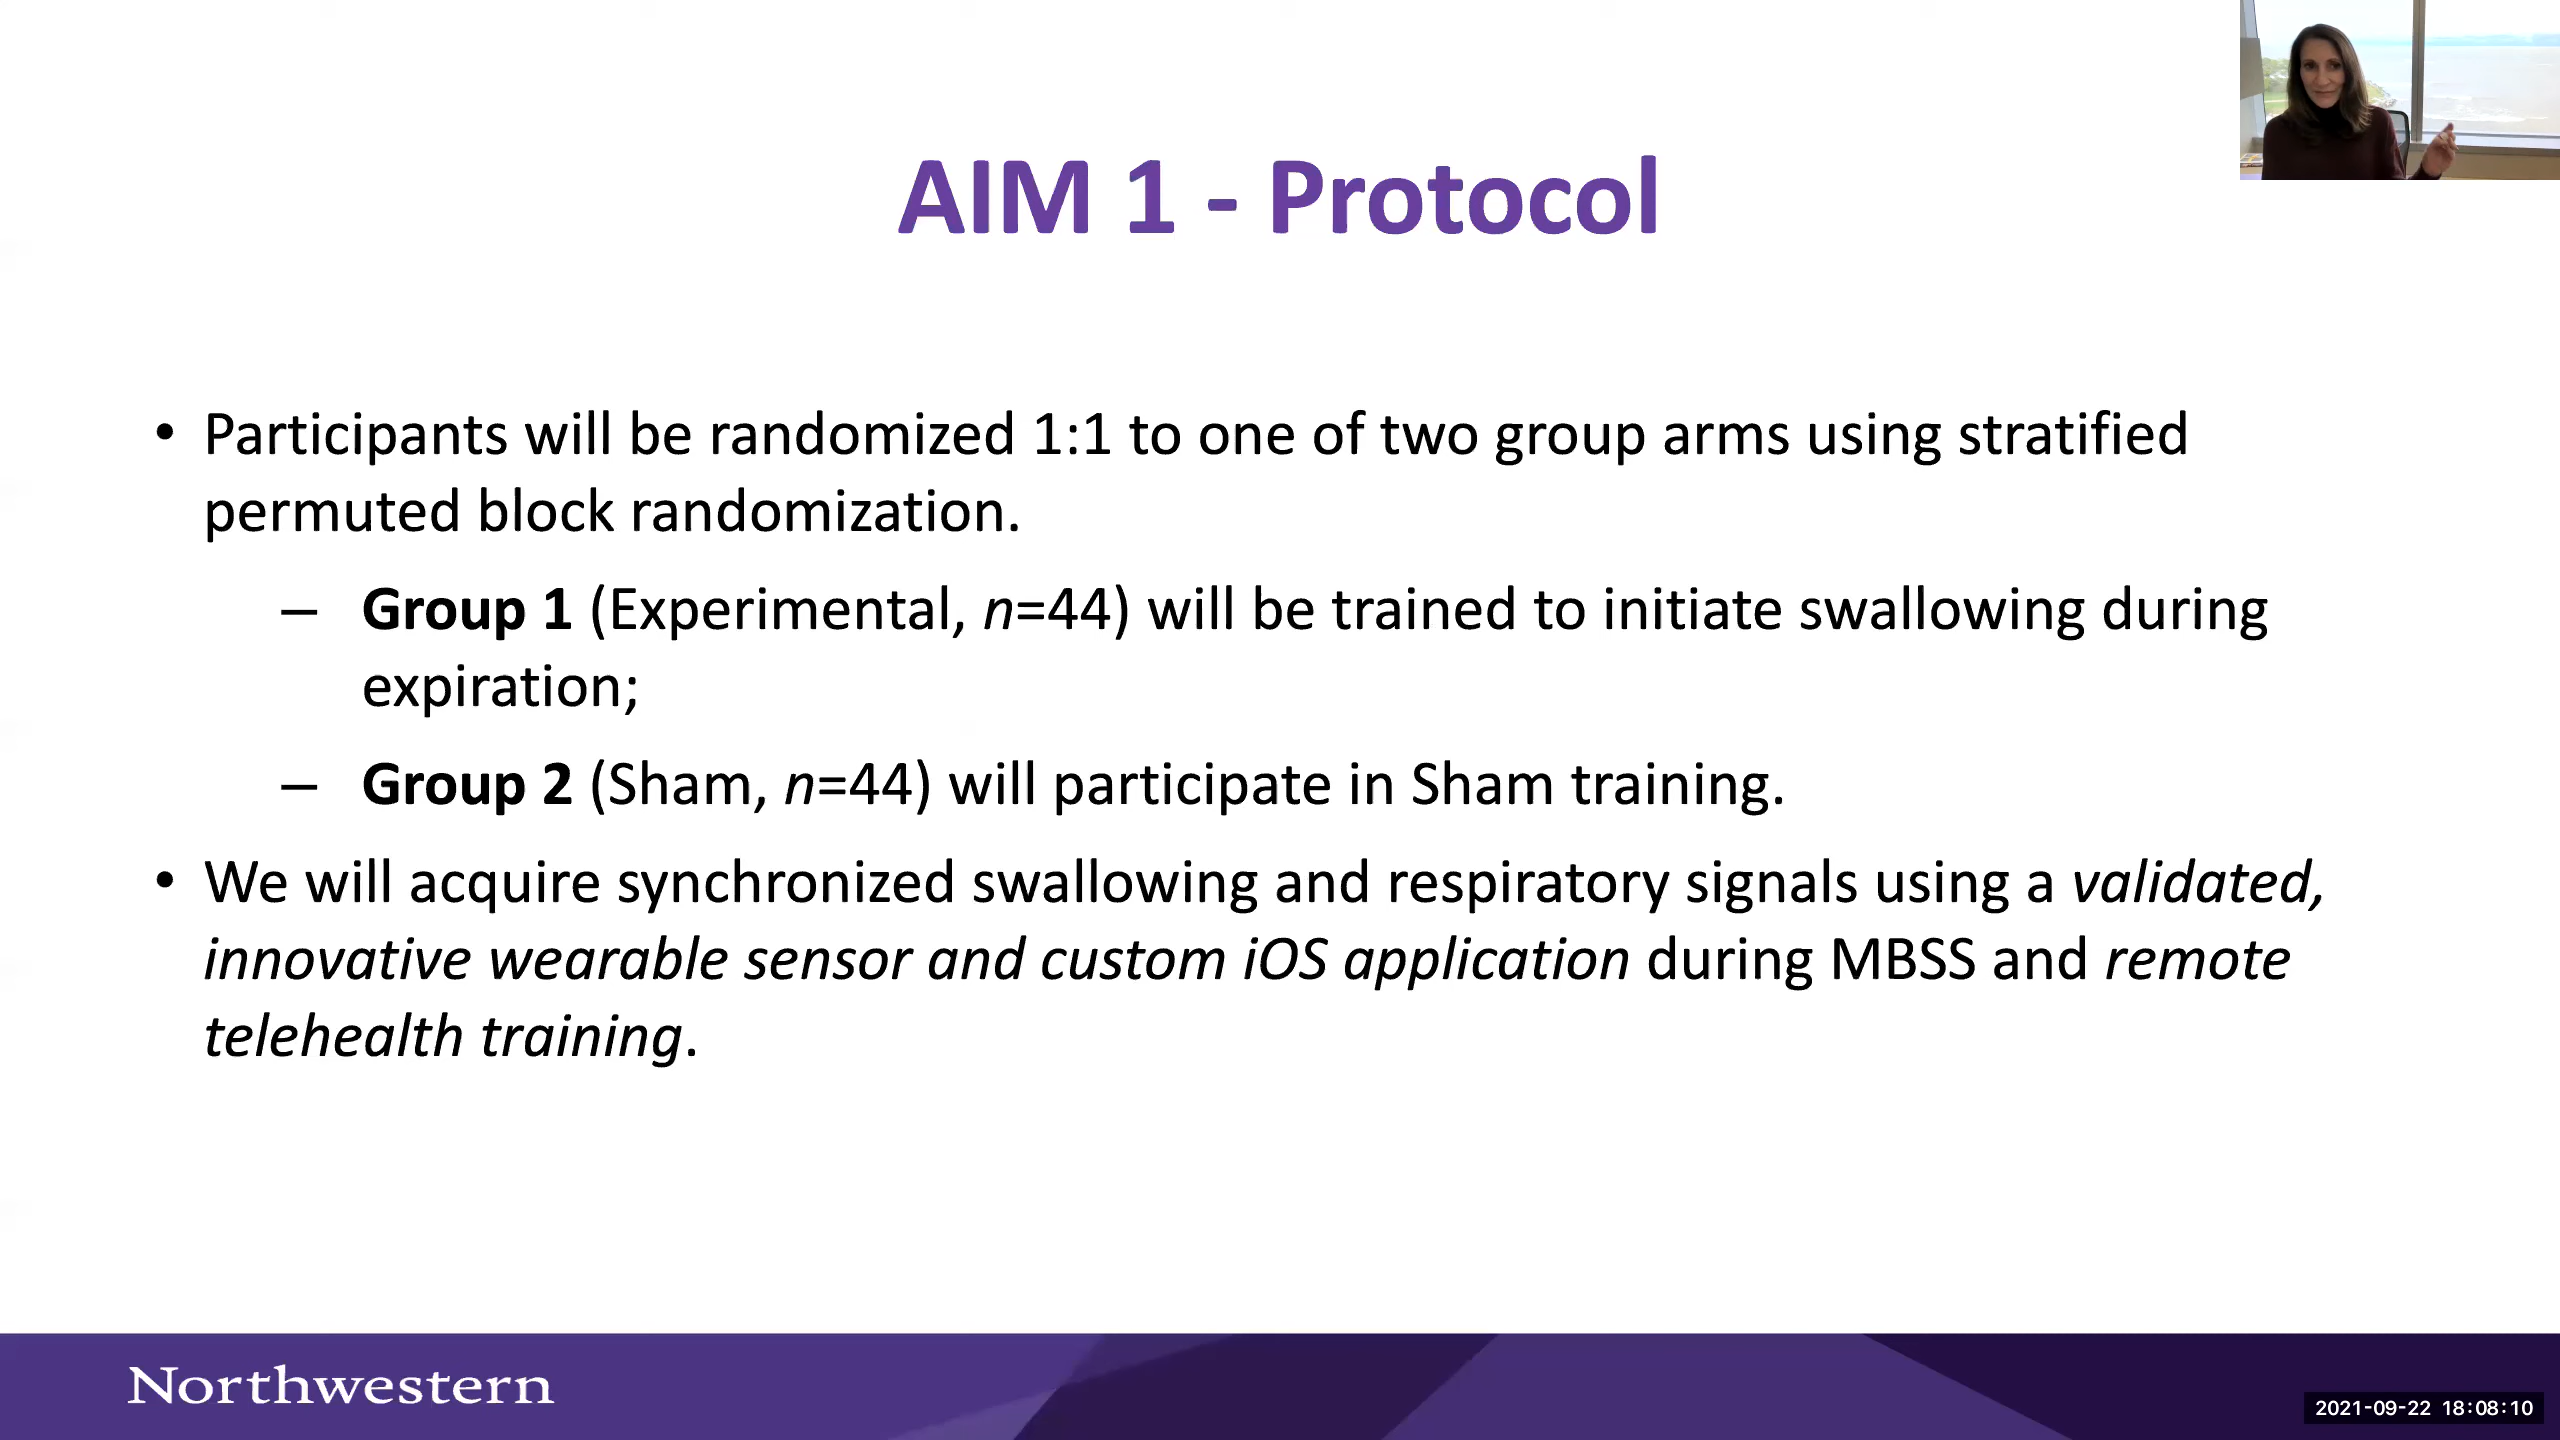 AIM 1 - Protocol
• Participants will be randomized 1:1 to one of two group arms using stratified
permuted block randomization.
– Group 1 (Experimental, n=44) will be trained to initiate swallowing during
expiration;
– Group 2 (Sham, n=44) will participate in Sham training.
• We will acquire synchronized swallowing and respiratory signals using a validated,
innovative wearable sensor and custom iOS application during MBSS and remote
telehealth training.
Northwestern
2021-09-22 18:08:10